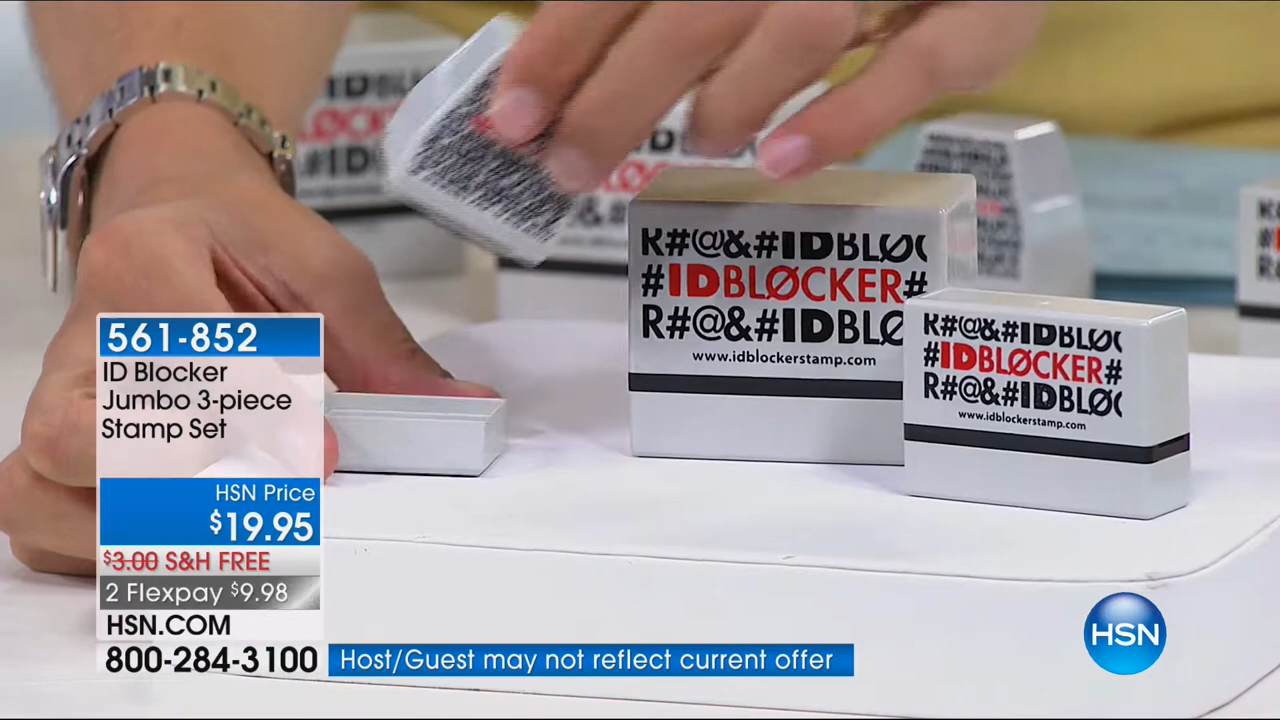 IDBLO
R#@&#IDBLØC
#IDBLØCKER#
R#@&#IDBLØ
www.idblockerstamp.com
R#@&#IDBLØC
#IDBLØCKER#
R#@&#IDBLØC
www.idblockerstamp.com
561-852
ID Blocker
Jumbo 3-piece
Stamp Set
HSN Price
$19.95
$3.00 S&H FREE
2 Flexpay $9.98
HSN.COM
800-284-3100
Host/Guest may not reflect current offer
HSN